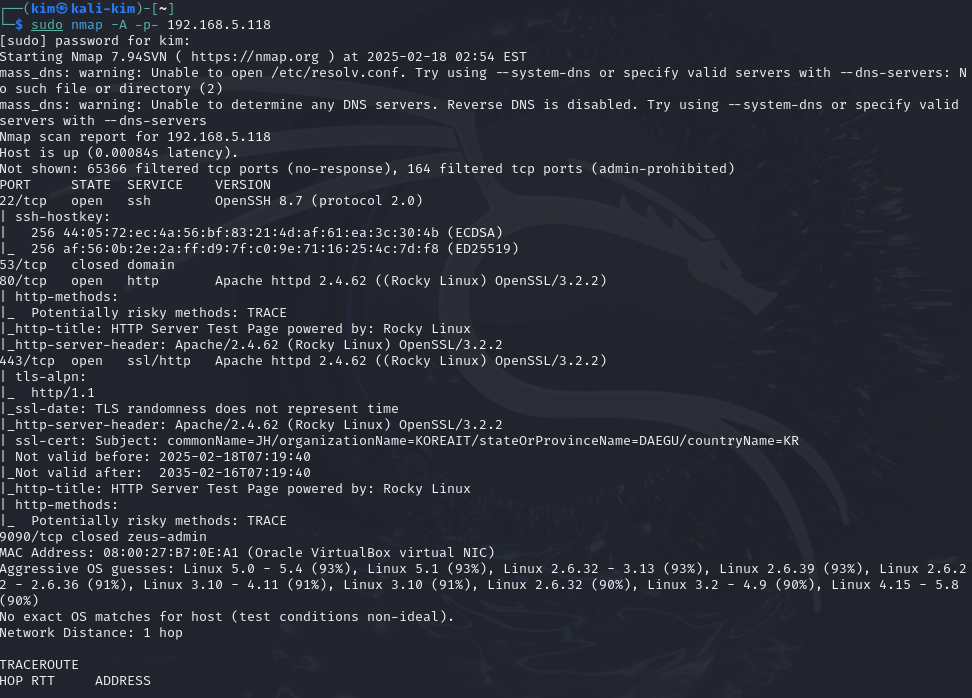 ┌──(kim㉿kali-kim)-[~]
└─$ sudo nmap -A -p- 192.168.5.118
[sudo] password for kim:
Starting Nmap 7.94SVN ( https://nmap.org ) at 2025-02-18 02:54 EST
mass_dns: warning: Unable to open /etc/resolv.conf. Try using --system-dns or specify valid servers with --dns-servers: N
o such file or directory (2)
mass_dns: warning: Unable to determine any DNS servers. Reverse DNS is disabled. Try using --system-dns or specify valid
servers with --dns-servers
Nmap scan report for 192.168.5.118
Host is up (0.00084s latency).
Not shown: 65366 filtered tcp ports (no-response), 164 filtered tcp ports (admin-prohibited)
PORT     STATE  SERVICE    VERSION
22/tcp   open   ssh        OpenSSH 8.7 (protocol 2.0)
| ssh-hostkey:
|   256 44:05:72:ec:4a:56:bf:83:21:4d:af:61:ea:3c:30:4b (ECDSA)
|_  256 af:56:0b:2e:2a:ff:d9:7f:c0:9e:71:16:25:4c:7d:f8 (ED25519)
53/tcp   closed domain
80/tcp   open   http       Apache httpd 2.4.62 ((Rocky Linux) OpenSSL/3.2.2)
| http-methods:
|_  Potentially risky methods: TRACE
|_http-title: HTTP Server Test Page powered by: Rocky Linux
|_http-server-header: Apache/2.4.62 (Rocky Linux) OpenSSL/3.2.2
443/tcp  open   ssl/http   Apache httpd 2.4.62 ((Rocky Linux) OpenSSL/3.2.2)
| tls-alpn:
|_  http/1.1
|_ssl-date: TLS randomness does not represent time
|_http-server-header: Apache/2.4.62 (Rocky Linux) OpenSSL/3.2.2
| ssl-cert: Subject: commonName=JH/organizationName=KOREAIT/stateOrProvinceName=DAEGU/countryName=KR
| Not valid before: 2025-02-18T07:19:40
|_Not valid after:  2035-02-16T07:19:40
|_http-title: HTTP Server Test Page powered by: Rocky Linux
| http-methods:
|_  Potentially risky methods: TRACE
9090/tcp closed zeus-admin
MAC Address: 08:00:27:B7:0E:A1 (Oracle VirtualBox virtual NIC)
Aggressive OS guesses: Linux 5.0 - 5.4 (93%), Linux 5.1 (93%), Linux 2.6.32 - 3.13 (93%), Linux 2.6.39 (93%), Linux 2.6.2
2 - 2.6.36 (91%), Linux 3.10 - 4.11 (91%), Linux 3.10 (91%), Linux 2.6.32 (90%), Linux 3.2 - 4.9 (90%), Linux 4.15 - 5.8
(90%)
No exact OS matches for host (test conditions non-ideal).
Network Distance: 1 hop

TRACEROUTE
HOP RTT     ADDRESS